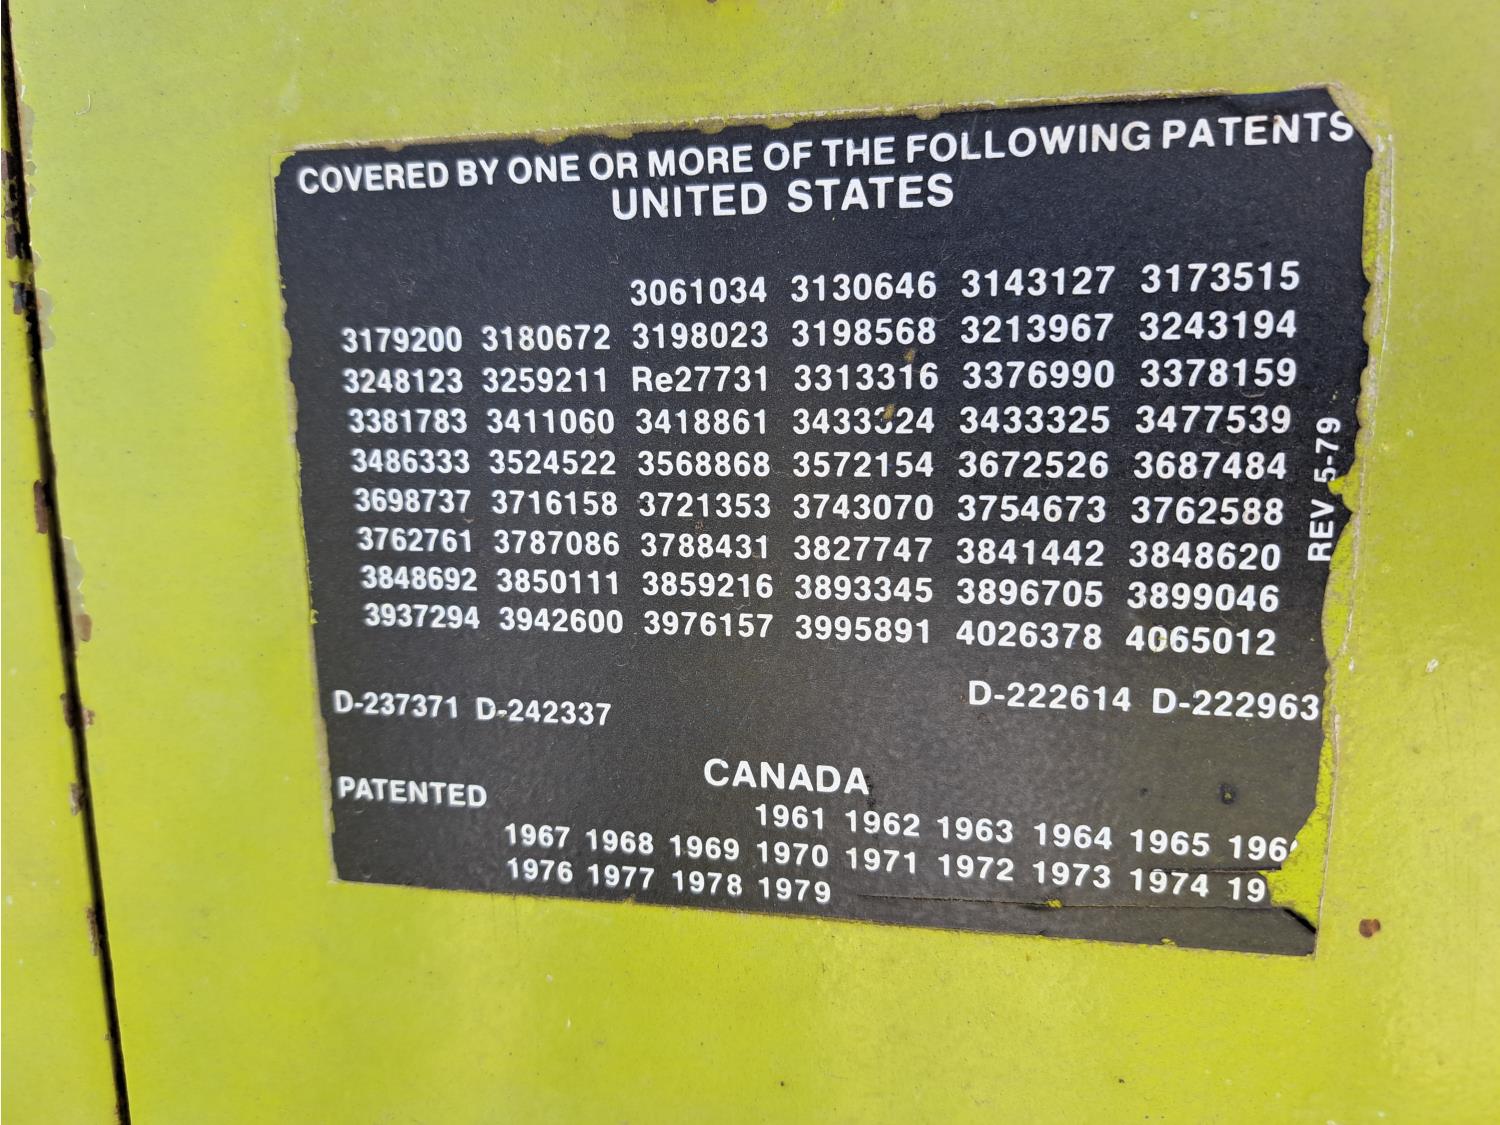 COVERED BY ONE OR MORE OF THE FOLLOWING PATENTS
UNITED STATES
3061034 3130646 3143127 3173515
3179200 3180672 3198023 3198568 3213967 3243194
3248123 3259211 Re27731 3313316 3376990 3378159
3381783 3411060 3418861 3433324 3433325 3477539
3486333 3524522 3568868 3572154 3672526 3687484
3698737 3716158 3721353 3743070 3754673 3762588
3762761 3787086 3788431 3827747 3841442 3848620
3848692 3850111 3859216 3893345 3896705 3899046
3937294 3942600 3976157 3995891 4026378 4065012
REV 5-79
D-237371 D-242337 D-222614 D-222963
CANADA
PATENTED 1961 1962 1963 1964 1965
1967 1968 1969 1970 1971 1972 1973 1974 19
1976 1977 1978 1979